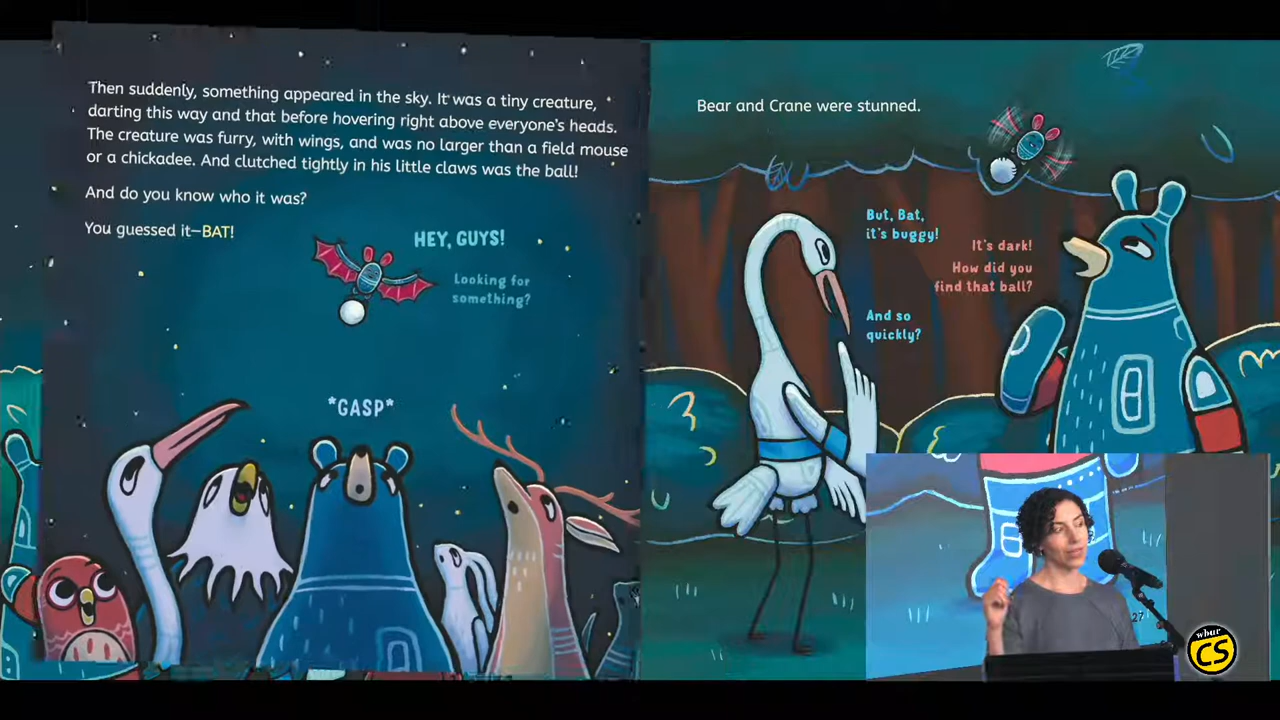 Then suddenly, something appeared in the sky. It was a tiny creature,
darting this way and that before hovering right above everyone's heads.
The creature was furry, with wings, and was no larger than a field mouse
or a chickadee. And clutched tightly in his little claws was the ball!
And do you know who it was?
You guessed it—BAT!
HEY, GUYS!
Looking for
something?
*GASP*
Bear and Crane were stunned.
But, Bat,
it's buggy!
It's dark!
How did you
find that ball?
And so
quickly?
27
wbur
CS